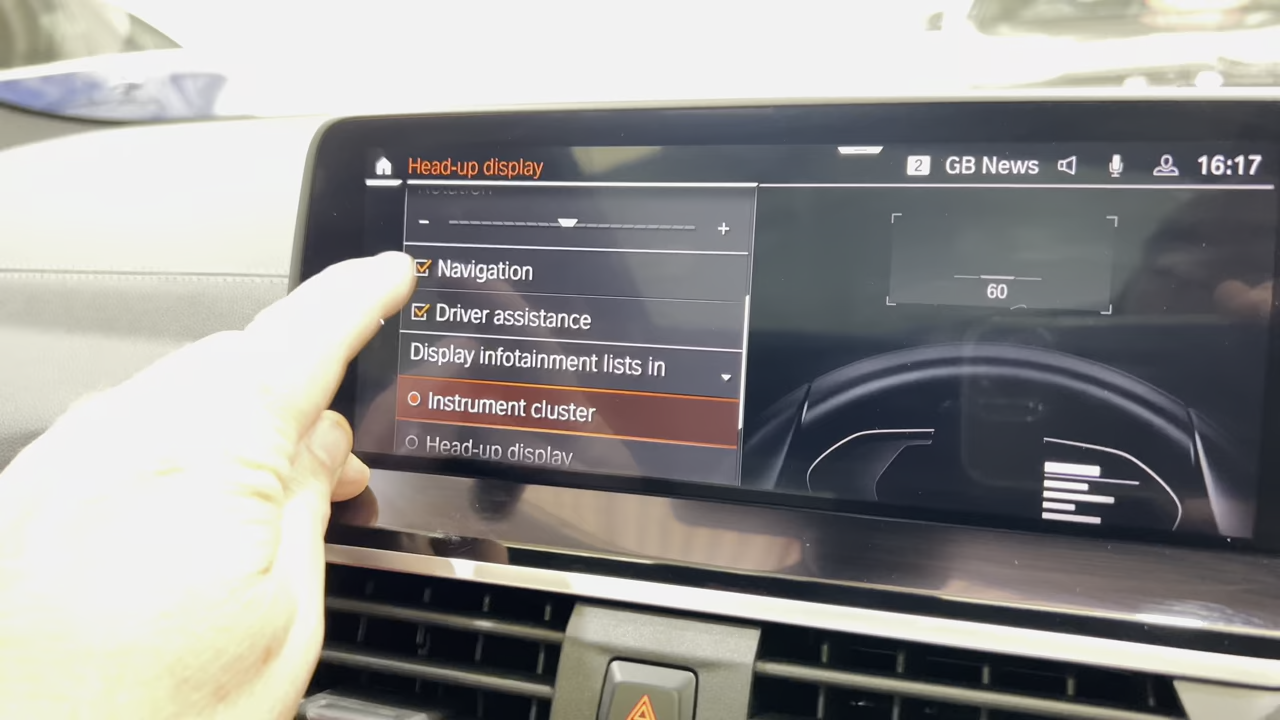 Head-up display
2 GB News 16:17
Rotation
- +
Navigation
Driver assistance
Display infotainment lists in
Instrument cluster
Head-up display
60